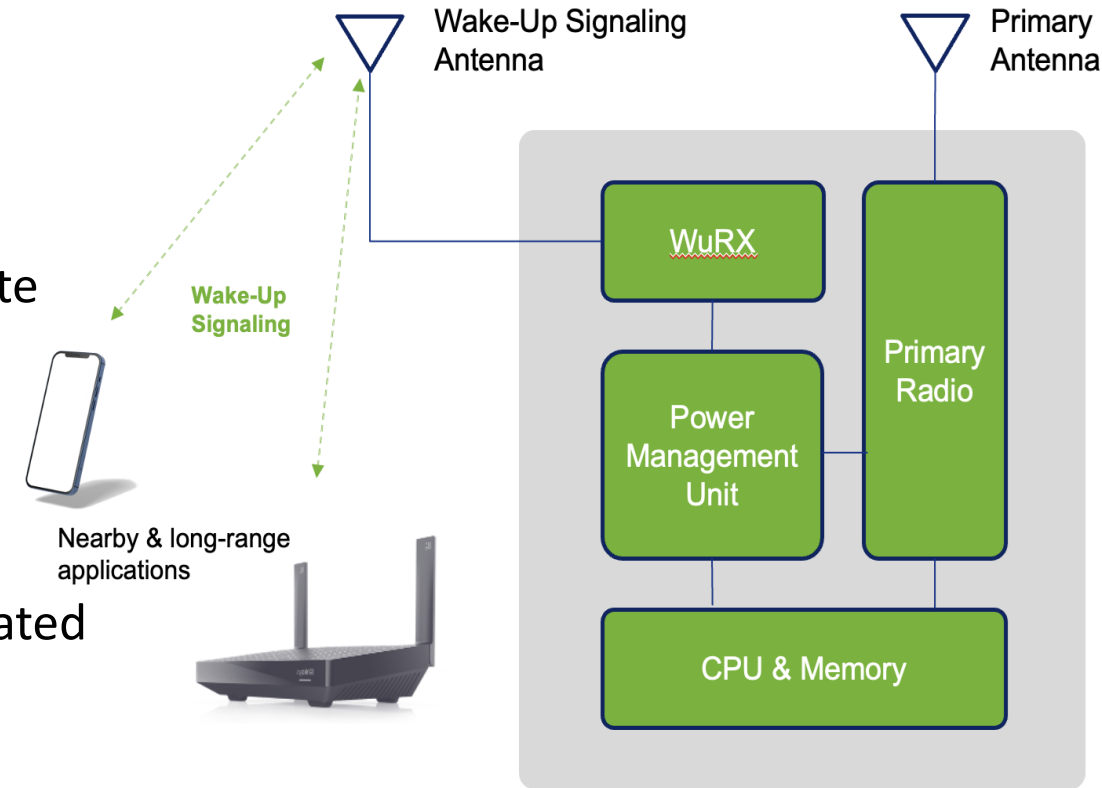 Wake-Up Signaling
Antenna
Primary
Antenna
WuRX
te
Wake-Up
Signaling
Primary
Radio
Power
Management
Unit
Nearby & long-range
applications
ated
CPU & Memory